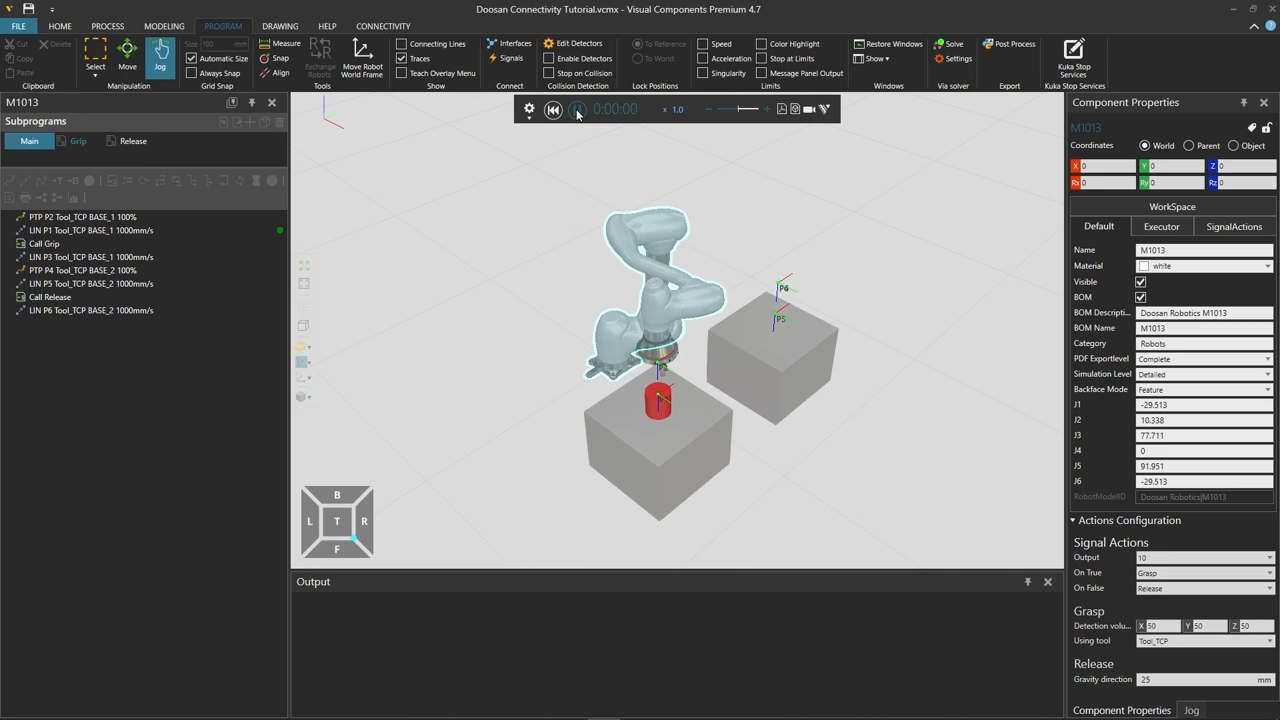 Doosan Connectivity Tutorial.vcmx - Visual Components Premium 4.7
FILE HOME PROCESS MODELING PROGRAM DRAWING HELP CONNECTIVITY
Cut Delete
Copy
Paste
Clipboard
Select Move Jog
Manipulation
Size 100 mm
Automatic Size
Always Snap
Grid Snap
Measure
Snap
Align
Exchange Robots
Move Robot World Frame
Tools
Connecting Lines
Traces
Teach Overlay Menu
Show
Interfaces
Signals
Connect
Edit Detectors
Enable Detectors
Stop on Collision
Collision Detection
To Reference
To World
Lock Positions
Speed
Acceleration
Singularity
Color Highlight
Stop at Limits
Message Panel Output
Limits
Restore Windows
Show
Windows
Solve
Settings
Via solver
Post Process
Export
Kuka Stop Services
Kuka Stop Services
M1013
Subprograms
Main Grip Release
PTP P2 Tool_TCP BASE_1 100%
LIN P1 Tool_TCP BASE_1 1000mm/s
Call Grip
LIN P3 Tool_TCP BASE_1 1000mm/s
PTP P4 Tool_TCP BASE_2 100%
LIN P5 Tool_TCP BASE_2 1000mm/s
Call Release
LIN P6 Tool_TCP BASE_2 1000mm/s
0:00:00 x 1.0
P5
B
L T R
F
Output
Component Properties
M1013
Coordinates World Parent Object
X 0 Y 0 Z 0
Rx 0 Ry 0 Rz 0
WorkSpace
Default Executor SignalActions
Name M1013
Material white
Visible
BOM
BOM Descripti... Doosan Robotics M1013
BOM Name M1013
Category Robots
PDF Exportlevel Complete
Simulation Level Detailed
Backface Mode Feature
J1 -29.513
J2 10.338
J3 77.711
J4 0
J5 91.951
J6 -29.513
RobotModelID Doosan Robotics|M1013
Actions Configuration
Signal Actions
Output 10
On True Grasp
On False Release
Grasp
Detection volu... X 50 Y 50 Z 50
Using tool Tool_TCP
Release
Gravity direction 25 mm
Component Properties Jog